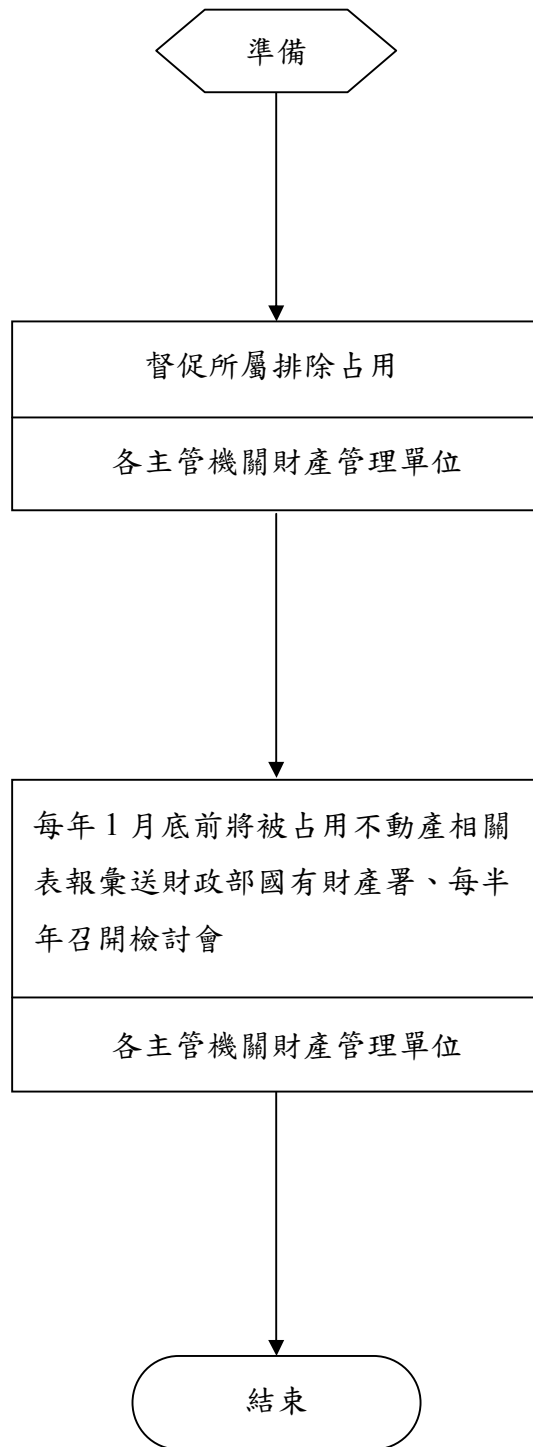 準備
督促所屬排除占用
各主管機關財產管理單位
每年1月底前將被占用不動產相關
表報彙送財政部國有財產署、每半
年召開檢討會
各主管機關財產管理單位
結束